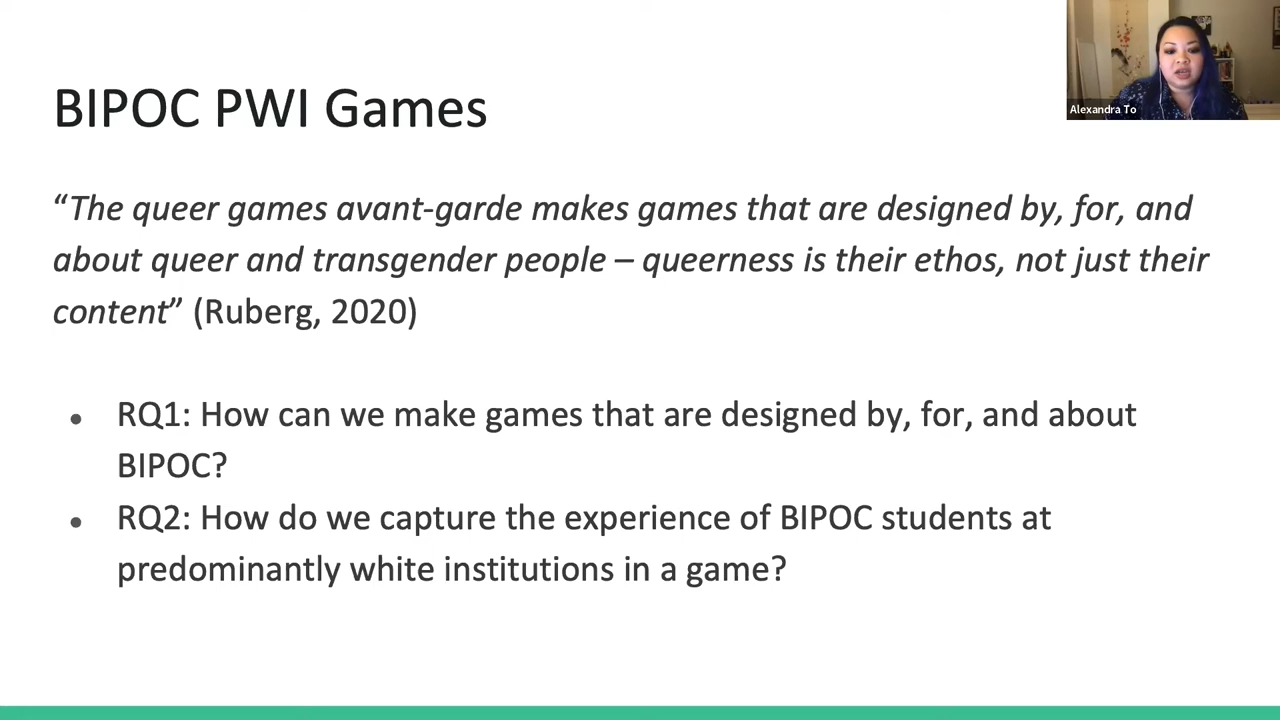 Alexandra To
BIPOC PWI Games
“The queer games avant-garde makes games that are designed by, for, and
about queer and transgender people – queerness is their ethos, not just their
content” (Ruberg, 2020)
• RQ1: How can we make games that are designed by, for, and about
BIPOC?
• RQ2: How do we capture the experience of BIPOC students at
predominantly white institutions in a game?